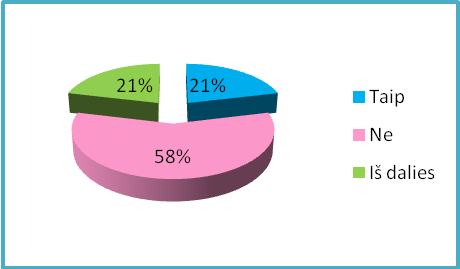 21%
21%
58%
Taip
Ne
Iš dalies